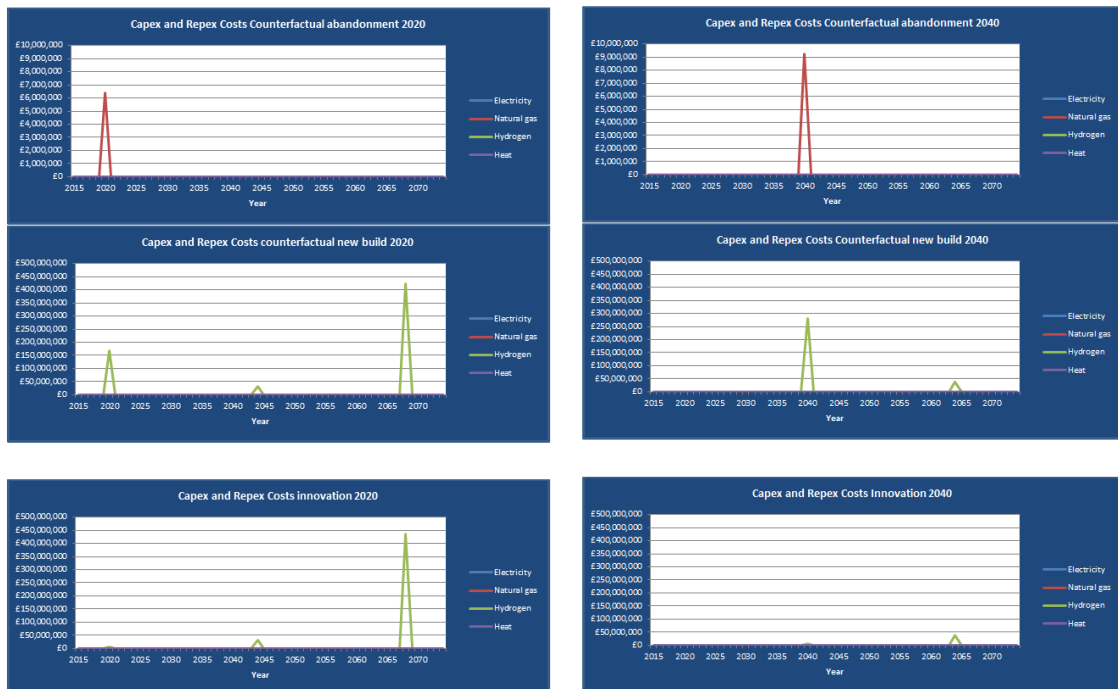 Capex and Repex Costs Counterfactual abandonment 2020
£10,000,000
£9,000,000
£8,000,000
£7,000,000
£6,000,000
£5,000,000
£4,000,000
£3,000,000
£2,000,000
£1,000,000
£0
2015 2020 2025 2030 2035 2040 2045 2050 2055 2060 2065 2070
Year
Electricity
Natural gas
Hydrogen
Heat
Capex and Repex Costs Counterfactual abandonment 2040
£10,000,000
£9,000,000
£8,000,000
£7,000,000
£6,000,000
£5,000,000
£4,000,000
£3,000,000
£2,000,000
£1,000,000
£0
2015 2020 2025 2030 2035 2040 2045 2050 2055 2060 2065 2070
Year
Electricity
Natural gas
Hydrogen
Heat
Capex and Repex Costs counterfactual new build 2020
£500,000,000
£450,000,000
£400,000,000
£350,000,000
£300,000,000
£250,000,000
£200,000,000
£150,000,000
£100,000,000
£50,000,000
£0
2015 2020 2025 2030 2035 2040 2045 2050 2055 2060 2065 2070
Year
Electricity
Natural gas
Hydrogen
Heat
Capex and Repex Costs Counterfactual new build 2040
£500,000,000
£450,000,000
£400,000,000
£350,000,000
£300,000,000
£250,000,000
£200,000,000
£150,000,000
£100,000,000
£50,000,000
£0
2015 2020 2025 2030 2035 2040 2045 2050 2055 2060 2065 2070
Year
Electricity
Natural gas
Hydrogen
Heat
Capex and Repex Costs innovation 2020
£500,000,000
£450,000,000
£400,000,000
£350,000,000
£300,000,000
£250,000,000
£200,000,000
£150,000,000
£100,000,000
£50,000,000
£0
2015 2020 2025 2030 2035 2040 2045 2050 2055 2060 2065 2070
Year
Electricity
Natural gas
Hydrogen
Heat
Capex and Repex Costs Innovation 2040
£500,000,000
£450,000,000
£400,000,000
£350,000,000
£300,000,000
£250,000,000
£200,000,000
£150,000,000
£100,000,000
£50,000,000
£0
2015 2020 2025 2030 2035 2040 2045 2050 2055 2060 2065 2070
Year
Electricity
Natural gas
Hydrogen
Heat